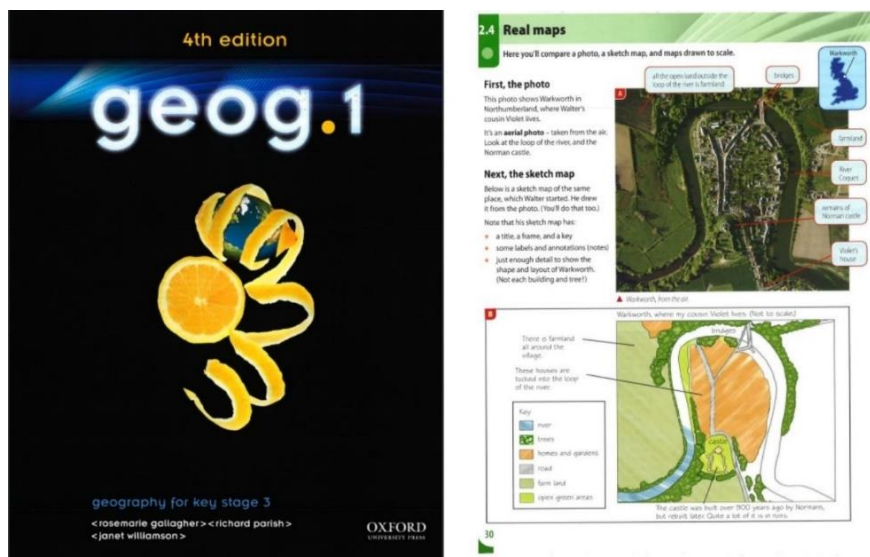 4th edition
geog.1
geography for key stage 3
<rosemarie gallagher> <richard parish>
<janet williamson>
OXFORD
UNIVERSITY PRESS
2.4 Real maps
Here you'll compare a photo, a sketch map, and maps drawn to scale.
First, the photo
This photo shows Warkworth in
Northumberland, where Walter's
cousin Violet lives.
It's an aerial photo – taken from the air.
Look at the loop of the river, and the
Norman castle.
Next, the sketch map
Below is a sketch map of the same
place, which Walter started. He drew
it from the photo. (You'll do that too.)
Note that his sketch map has:
• a title, a frame, and a key
• some labels and annotations (notes)
• just enough detail to show the
shape and layout of Warkworth.
(Not each building and tree!)
A
all the open land outside the
loop of the river is farmland
bridges
Warkworth
farmland
River
Coquet
remains of
Norman castle
Violet's
house
▲ Warkworth, from the air.
B
Warkworth, where my cousin Violet lives. (Not to scale.)
There is farmland
all around the
village.
These houses are
tucked into the loop
of the river.
bridges
castle
Key
river
trees
homes and gardens
road
farm land
open green areas
The castle was built over 900 years ago by Normans,
but rebuilt later. Quite a lot of it is in ruins.
30